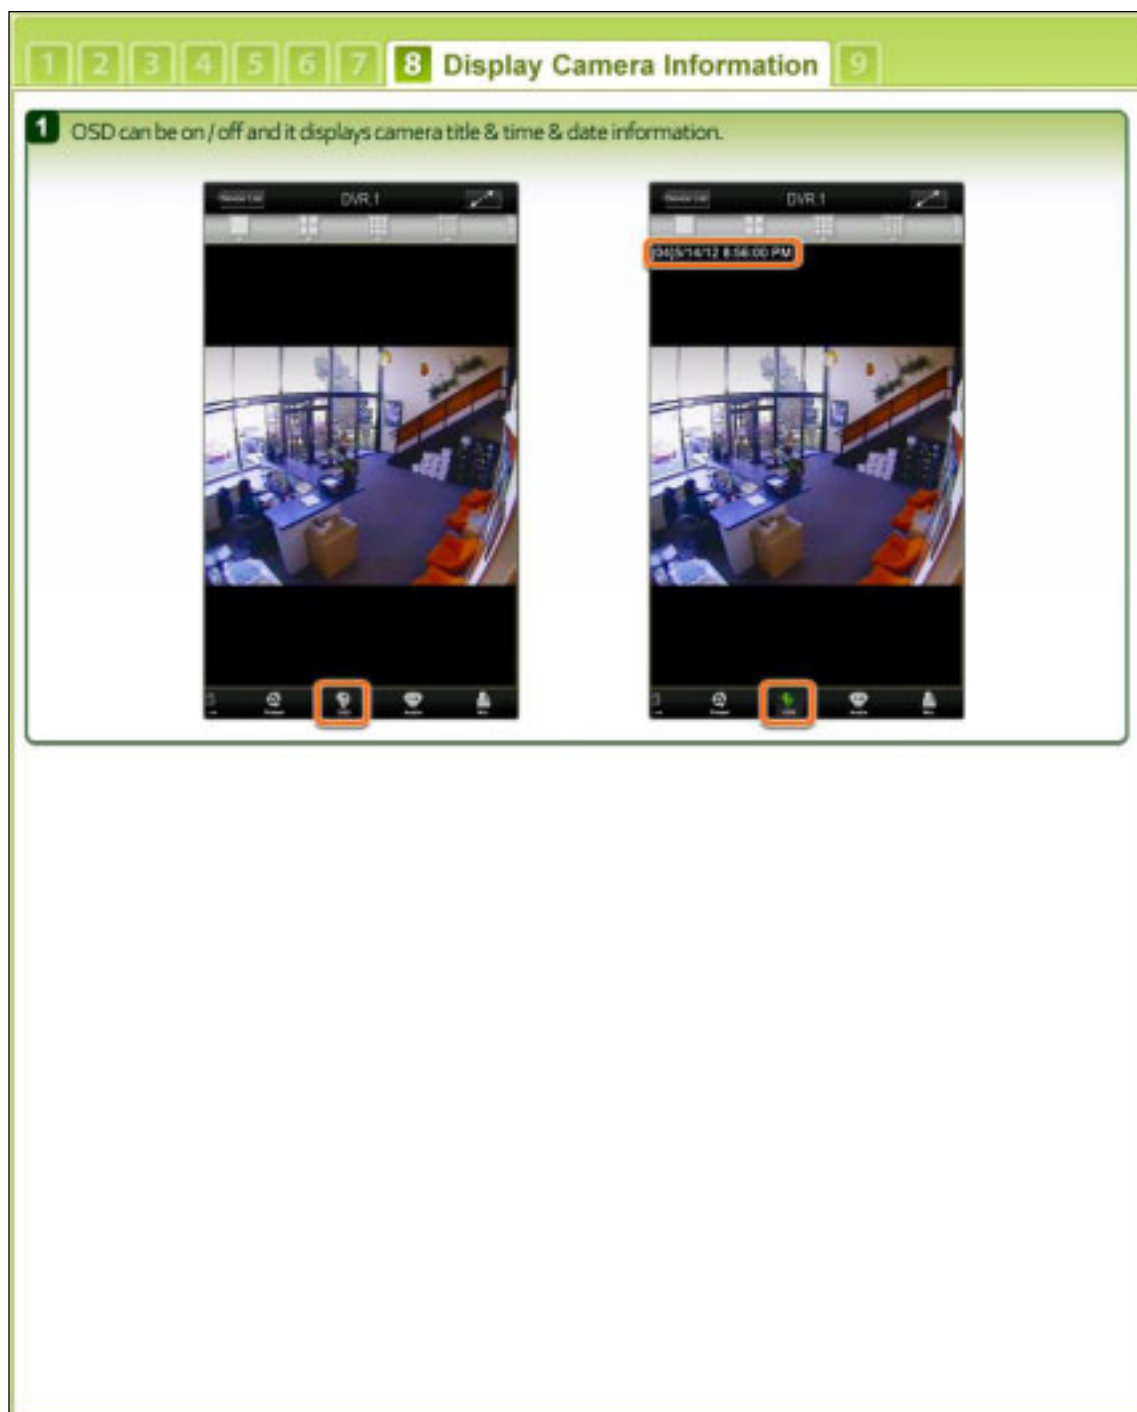 1 2 3 4 5 6 7 8 Display Camera Information 9
1 OSD can be on / off and it displays camera title & time & date information.
DVR.1
DVR.1
[04]5/14/12 8:56:00 PM